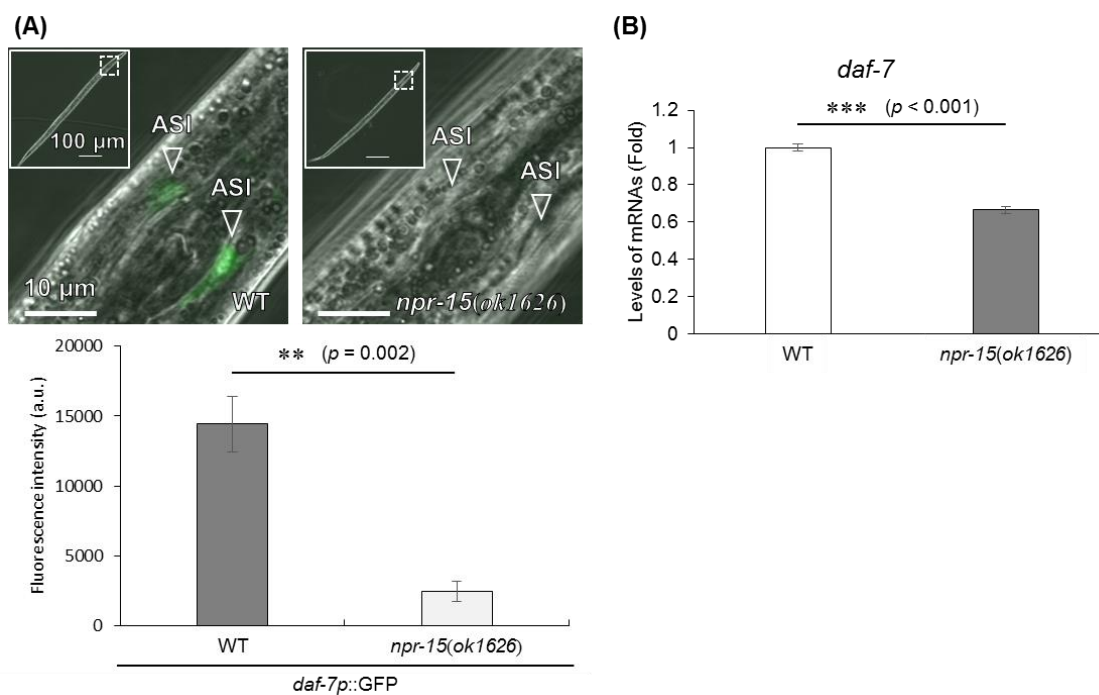 (A)
100 μm
ASI
ASI
10 μm
WT
ASI
ASI
npr-15(ok1626)
20000
15000
10000
5000
0
Fluorescence intensity (a.u.)
** (p = 0.002)
WT
npr-15(ok1626)
daf-7p::GFP
(B)
daf-7
*** (p < 0.001)
1.2
1
0.8
0.6
0.4
0.2
0
Levels of mRNAs (Fold)
WT
npr-15(ok1626)